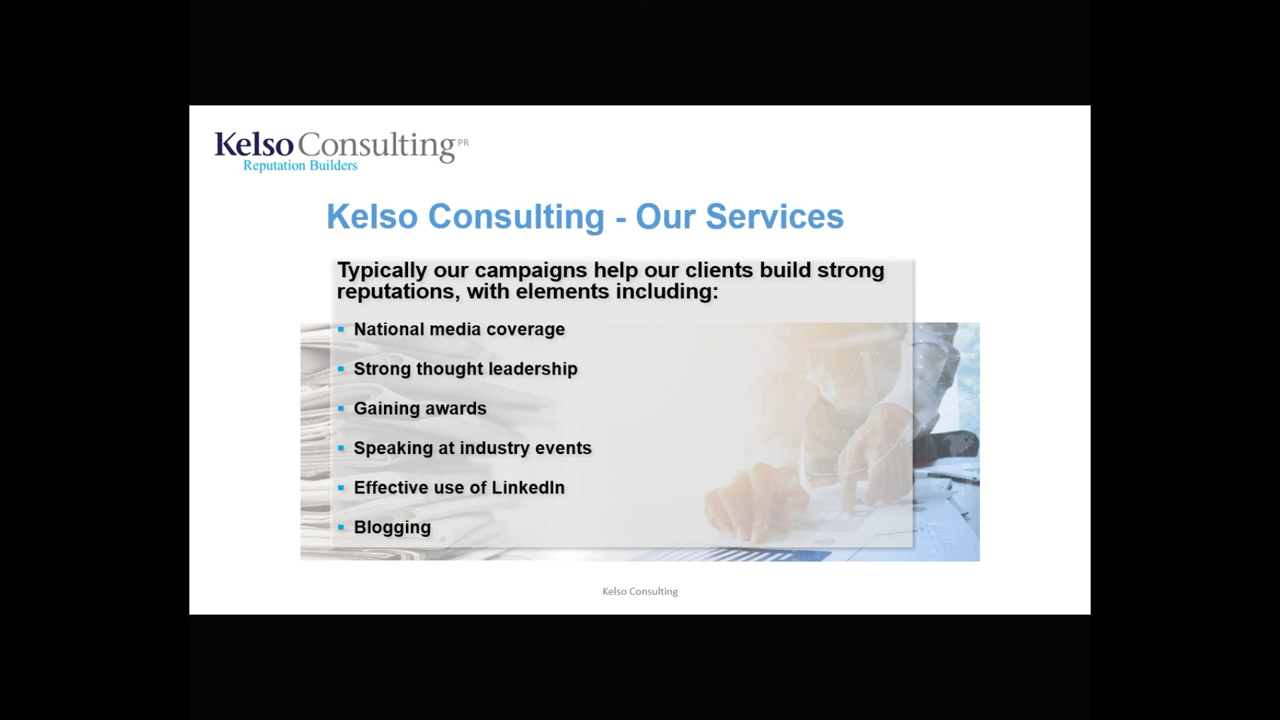 Kelso Consulting PR
Reputation Builders
Kelso Consulting - Our Services
Typically our campaigns help our clients build strong
reputations, with elements including:
▪ National media coverage
▪ Strong thought leadership
▪ Gaining awards
▪ Speaking at industry events
▪ Effective use of LinkedIn
▪ Blogging
Kelso Consulting